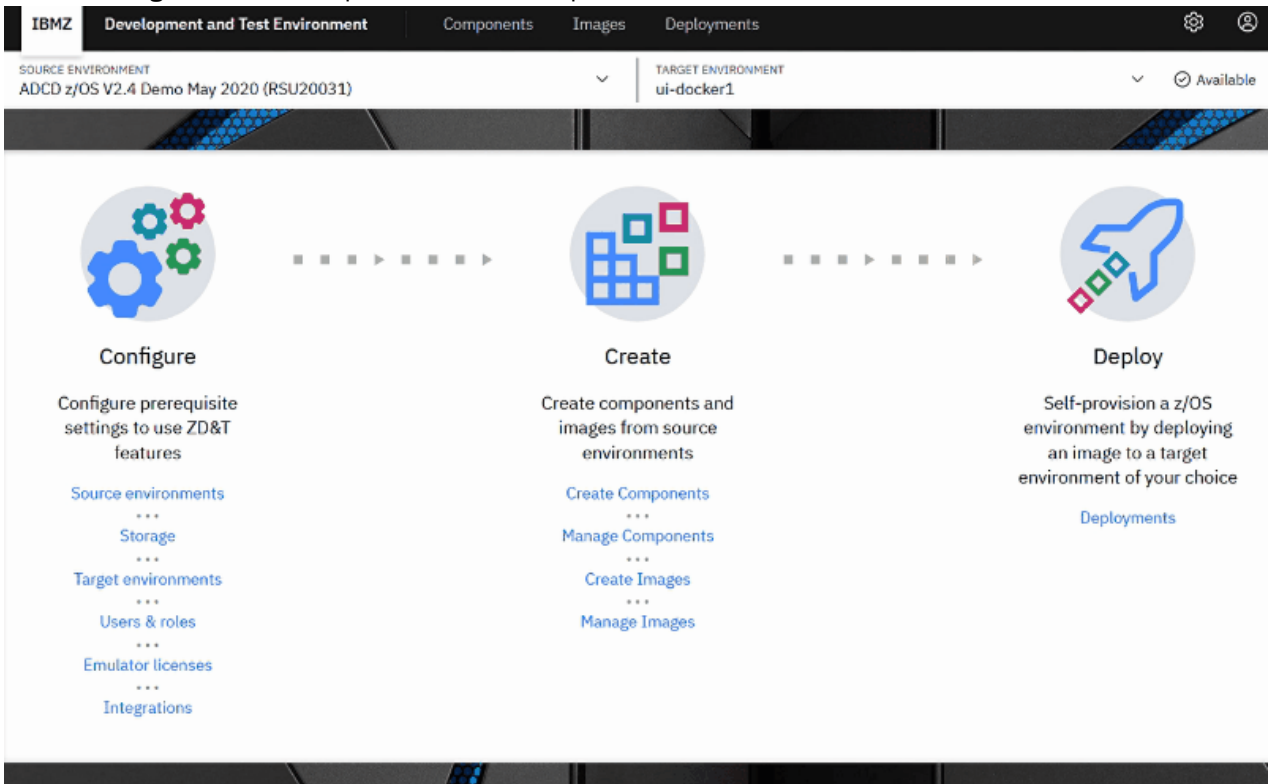 IBMZ Development and Test Environment Components Images Deployments
SOURCE ENVIRONMENT
ADCD z/OS V2.4 Demo May 2020 (RSU20031)
TARGET ENVIRONMENT
ui-docker1
Available
Configure
Configure prerequisite
settings to use ZD&T
features
Source environments
Storage
Target environments
Users & roles
Emulator licenses
Integrations
Create
Create components and
images from source
environments
Create Components
Manage Components
Create Images
Manage Images
Deploy
Self-provision a z/OS
environment by deploying
an image to a target
environment of your choice
Deployments